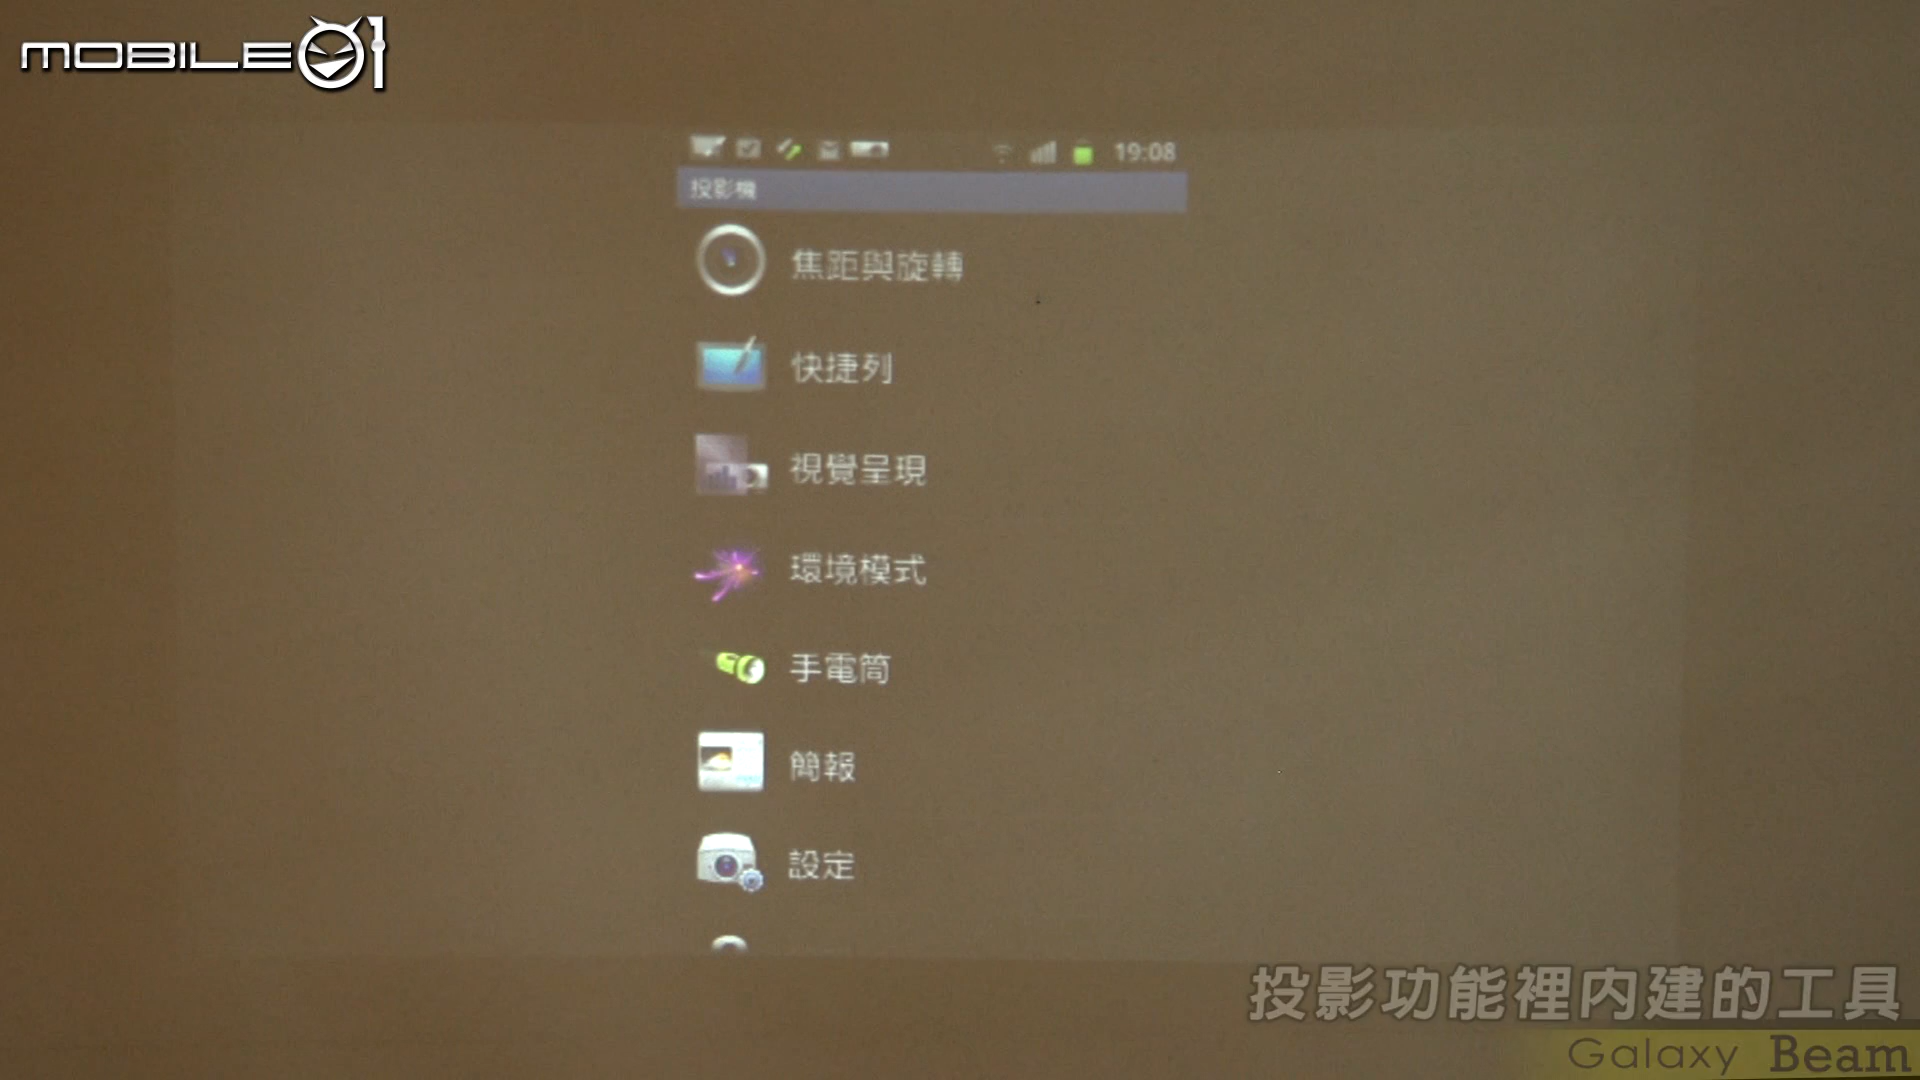 MOBILE01
19:08
投影機
焦距與旋轉
快捷列
視覺呈現
環境模式
手電筒
簡報
設定
投影功能裡內建的工具
Galaxy Beam